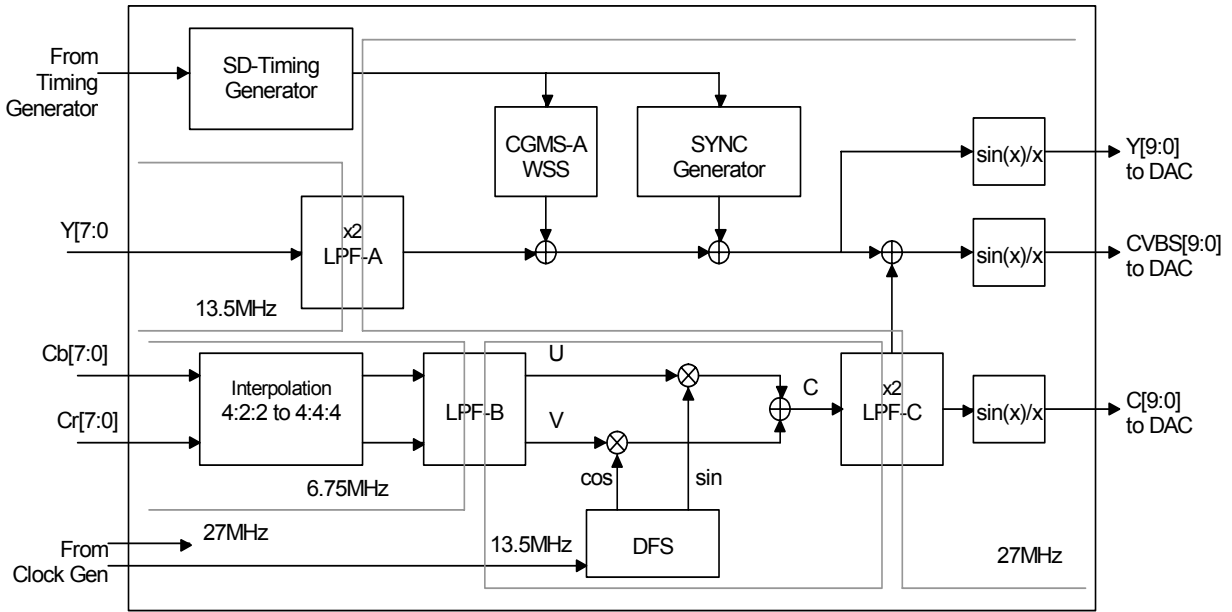 From
Timing
Generator
SD-Timing
Generator
CGMS-A
WSS
SYNC
Generator
sin(x)/x
Y[9:0]
to DAC
Y[7:0
x2
LPF-A
sin(x)/x
CVBS[9:0]
to DAC
13.5MHz
Cb[7:0]
Cr[7:0]
Interpolation
4:2:2 to 4:4:4
LPF-B
U
V
C
x2
LPF-C
sin(x)/x
C[9:0]
to DAC
cos
sin
6.75MHz
27MHz
From
Clock Gen
13.5MHz
DFS
27MHz